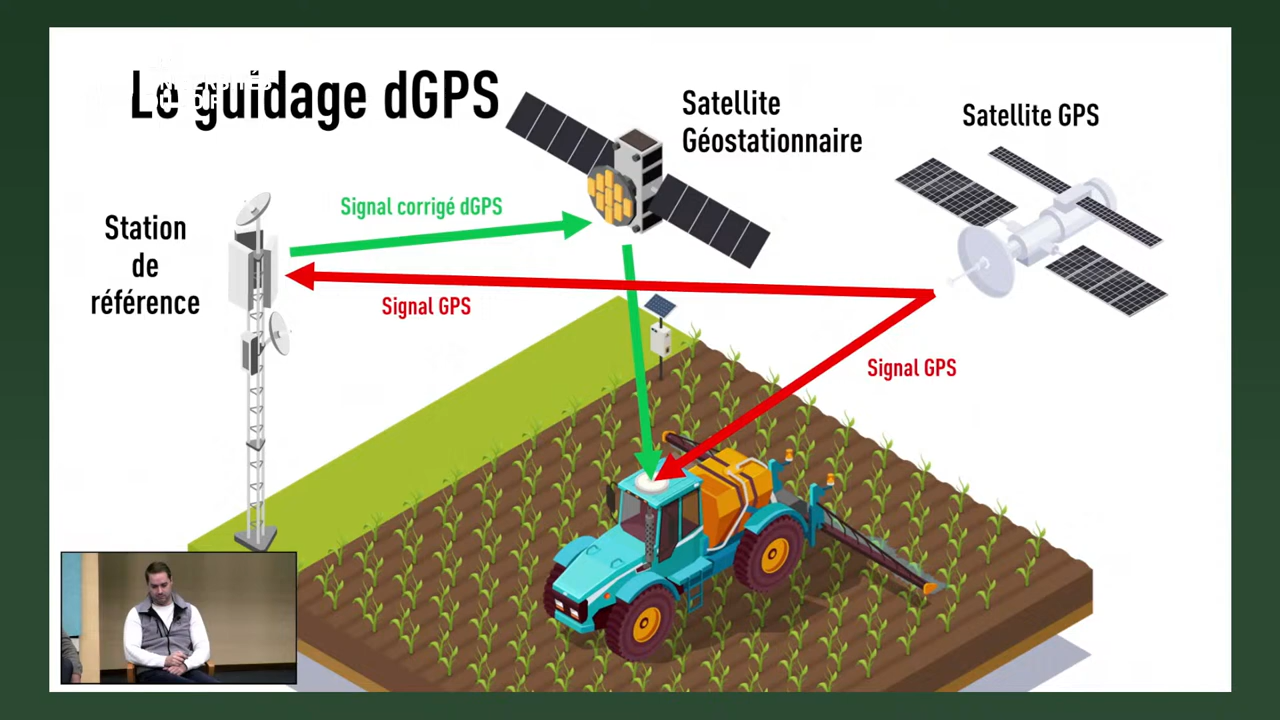 Le guidage dGPS
Satellite
Géostationnaire
Satellite GPS
Signal corrigé dGPS
Station
de
référence
Signal GPS
Signal GPS